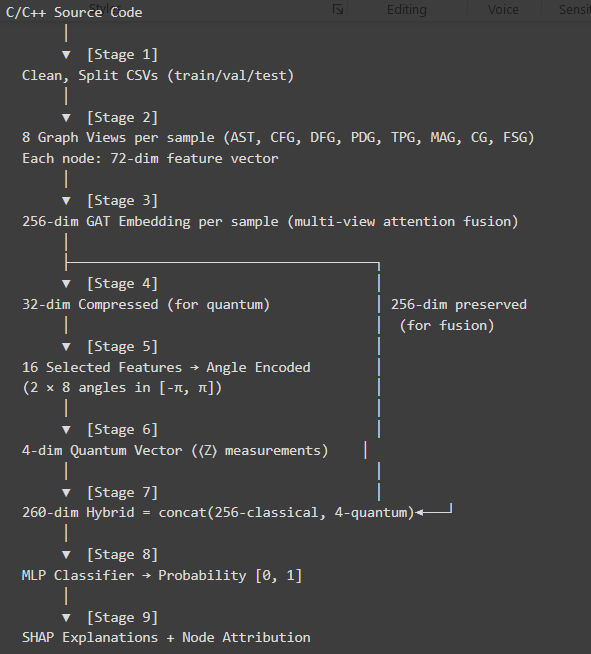 Styles Editing Voice Sensi
C/C++ Source Code
│
▼ [Stage 1]
Clean, Split CSVs (train/val/test)
│
▼ [Stage 2]
8 Graph Views per sample (AST, CFG, DFG, PDG, TPG, MAG, CG, FSG)
Each node: 72-dim feature vector
│
▼ [Stage 3]
256-dim GAT Embedding per sample (multi-view attention fusion)
│
├──────────────────────────────────────┐
▼ [Stage 4] │
32-dim Compressed (for quantum) │ 256-dim preserved
│ │ (for fusion)
▼ [Stage 5] │
16 Selected Features → Angle Encoded │
(2 × 8 angles in [-π, π]) │
│ │
▼ [Stage 6] │
4-dim Quantum Vector (⟨Z⟩ measurements) │
│ │
▼ [Stage 7] │
260-dim Hybrid = concat(256-classical, 4-quantum)◄───┘
│
▼ [Stage 8]
MLP Classifier → Probability [0, 1]
│
▼ [Stage 9]
SHAP Explanations + Node Attribution